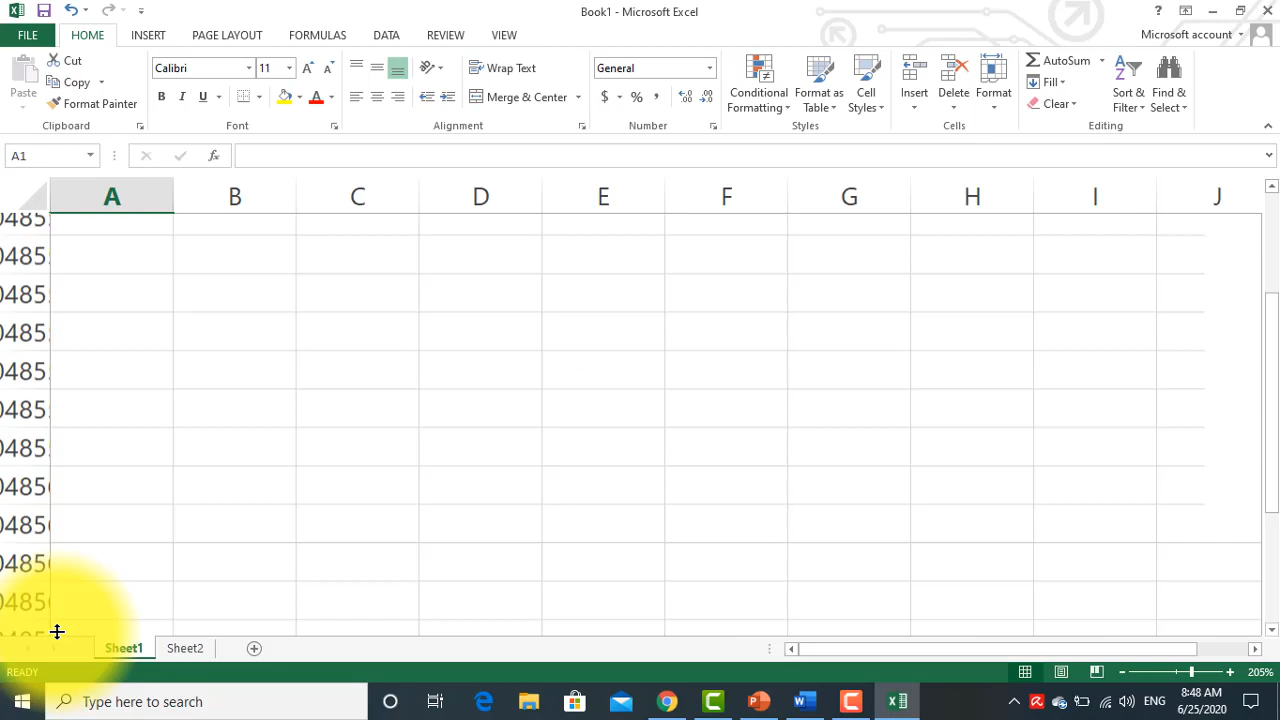 Book1 - Microsoft Excel
FILE HOME INSERT PAGE LAYOUT FORMULAS DATA REVIEW VIEW Microsoft account
Paste Cut Copy Format Painter
Calibri 11
B I U A
Wrap Text
Merge & Center
General
$ % ,
Conditional Formatting
Format as Table
Cell Styles
Insert Delete Format
AutoSum Fill Clear
Sort & Filter
Find & Select
Clipboard Font Alignment Number Styles Cells Editing
A1 fx
A B C D E F G H I J
Sheet1 Sheet2
READY 205%
Type here to search ENG 8:48 AM
6/25/2020